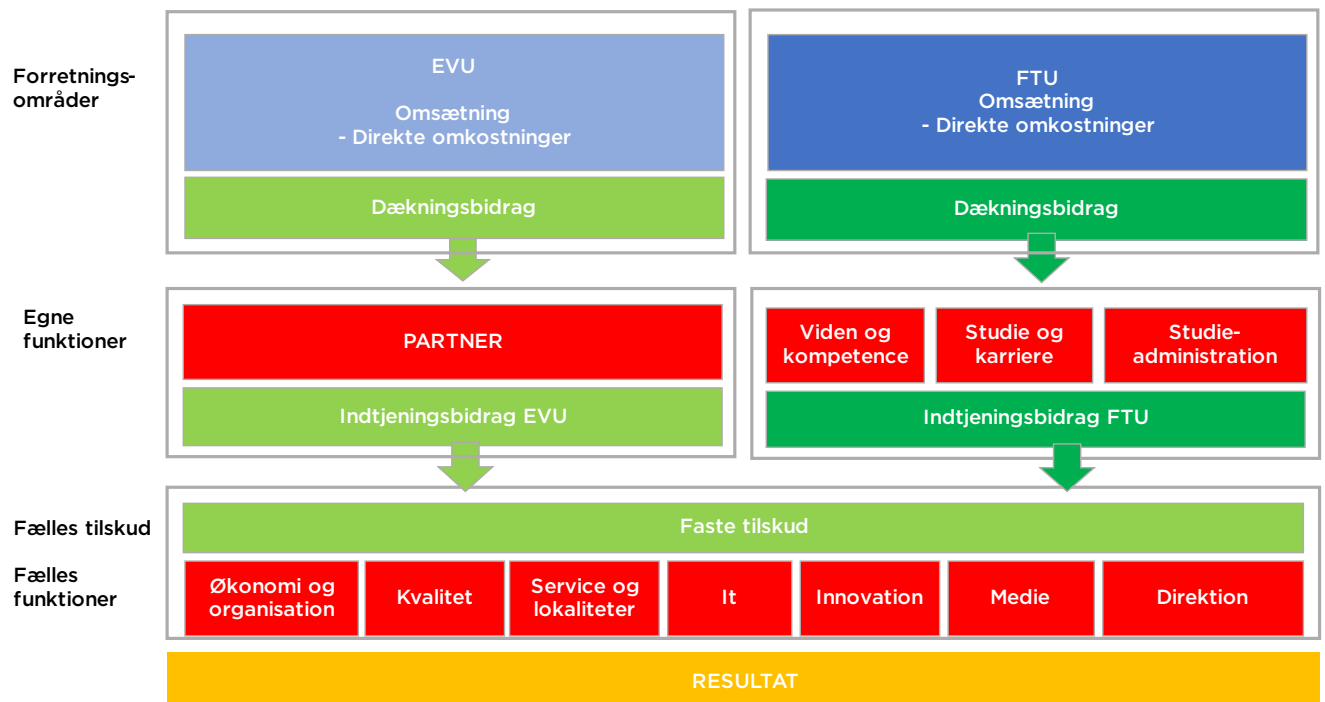 Forretnings-
områder
EVU
Omsætning
- Direkte omkostninger
Dækningsbidrag
FTU
Omsætning
- Direkte omkostninger
Dækningsbidrag
Egne
funktioner
PARTNER
Indtjeningsbidrag EVU
Viden og
kompetence
Studie og
karriere
Studie-
administration
Indtjeningsbidrag FTU
Fælles tilskud
Faste tilskud
Fælles
funktioner
Økonomi og
organisation
Kvalitet
Service og
lokaliteter
It
Innovation
Medie
Direktion
RESULTAT